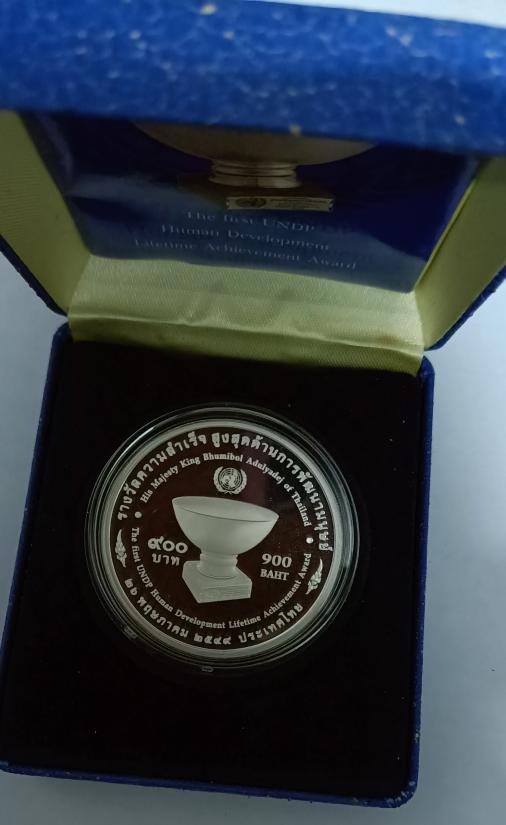 The first UNDP
Human Development
Lifetime Achievement Award
รางวัลความสำเร็จ สูงสุดด้านการพัฒนามนุษย์
His Majesty King Bhumibol Adulyadej of Thailand
๙๐๐
บาท
900
BAHT
The first UNDP Human Development Lifetime Achievement Award
๒๖ พฤษภาคม ๒๕๔๙ ประเทศไทย